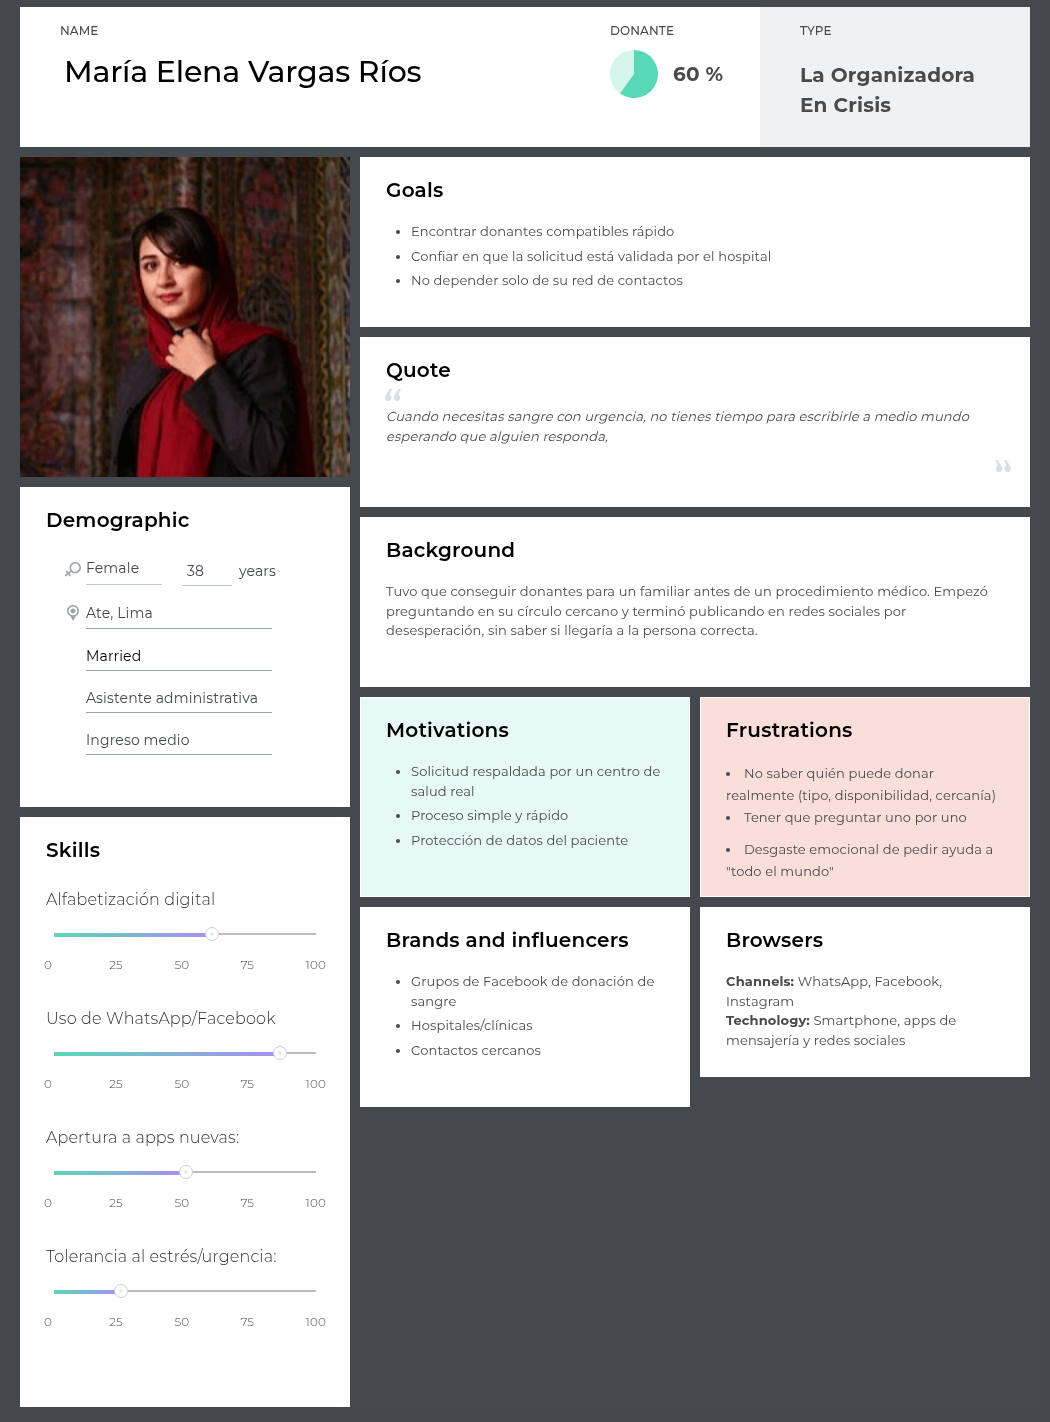 NAME
María Elena Vargas Ríos
DONANTE
60 %
TYPE
La Organizadora
En Crisis
Goals
• Encontrar donantes compatibles rápido
• Confiar en que la solicitud está validada por el hospital
• No depender solo de su red de contactos
Quote
“
Cuando necesitas sangre con urgencia, no tienes tiempo para escribirle a medio mundo
esperando que alguien responda,
”
Demographic
Female 38 years
Ate, Lima
Married
Asistente administrativa
Ingreso medio
Background
Tuvo que conseguir donantes para un familiar antes de un procedimiento médico. Empezó
preguntando en su círculo cercano y terminó publicando en redes sociales por
desesperación, sin saber si llegaría a la persona correcta.
Motivations
• Solicitud respaldada por un centro de
salud real
• Proceso simple y rápido
• Protección de datos del paciente
Frustrations
• No saber quién puede donar
realmente (tipo, disponibilidad, cercanía)
• Tener que preguntar uno por uno
• Desgaste emocional de pedir ayuda a
"todo el mundo"
Skills
Alfabetización digital
0 25 50 75 100
Uso de WhatsApp/Facebook
0 25 50 75 100
Apertura a apps nuevas:
0 25 50 75 100
Tolerancia al estrés/urgencia:
0 25 50 75 100
Brands and influencers
• Grupos de Facebook de donación de
sangre
• Hospitales/clínicas
• Contactos cercanos
Browsers
Channels: WhatsApp, Facebook,
Instagram
Technology: Smartphone, apps de
mensajería y redes sociales